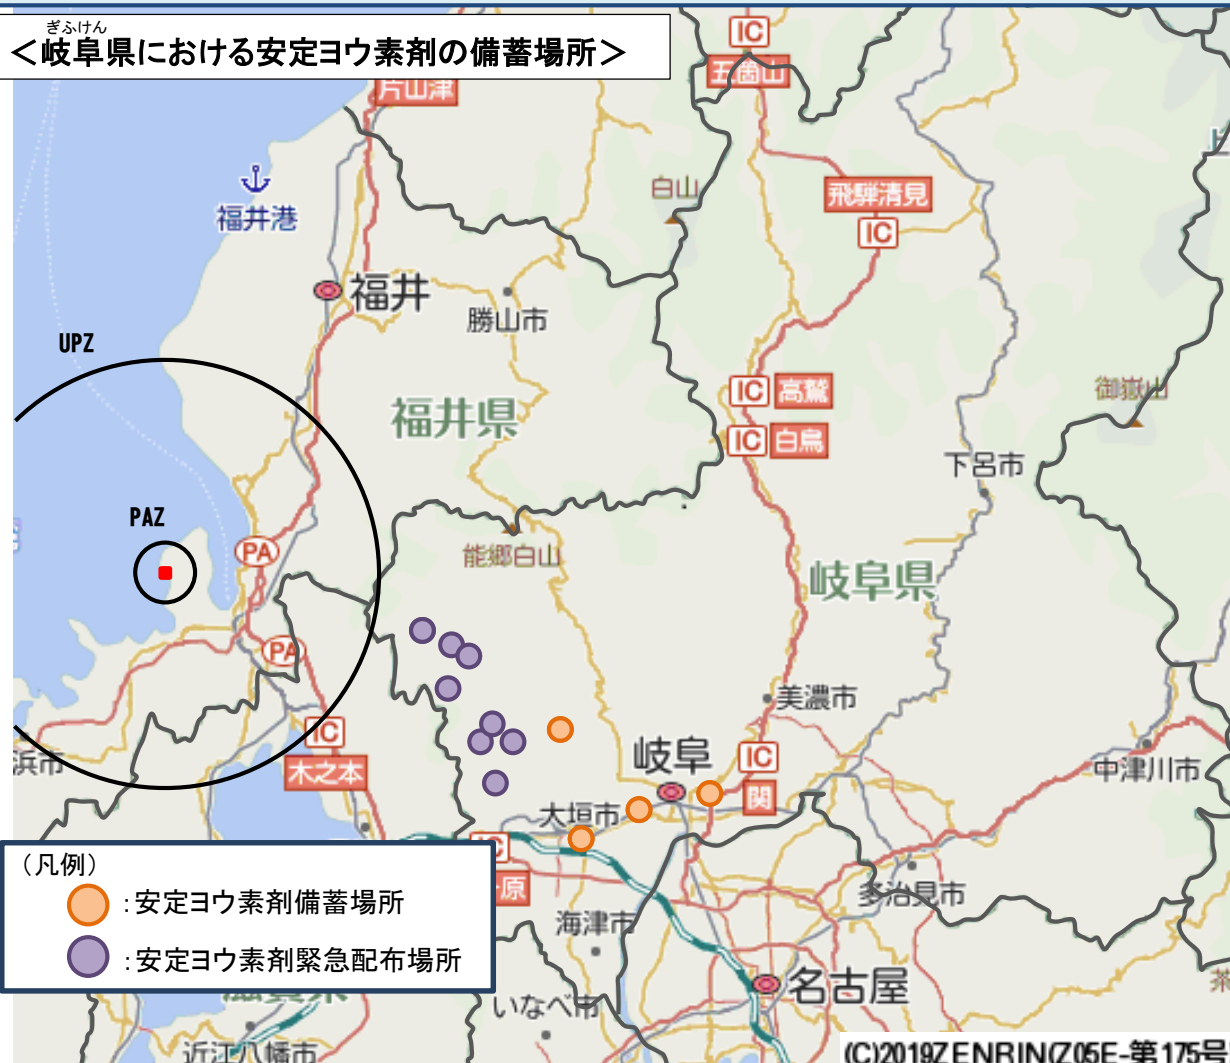 ぎふけん
<岐阜県における安定ヨウ素剤の備蓄場所>
IC
五箇山
片山津
白山
飛騨清見
IC
福井港
福井
勝山市
UPZ
御嶽山
IC 高鷲
福井県
IC 白鳥
下呂市
PAZ
PA
能郷白山
岐阜県
PA
美濃市
IC
浜市
木之本
岐阜
IC
関
中津川市
大垣市
IC
原
(凡例)
:安定ヨウ素剤備蓄場所
:安定ヨウ素剤緊急配布場所
多治見市
海津市
名古屋
いなべ市
近江八幡市
(C)2019ZENRIN(Z05E-第175号